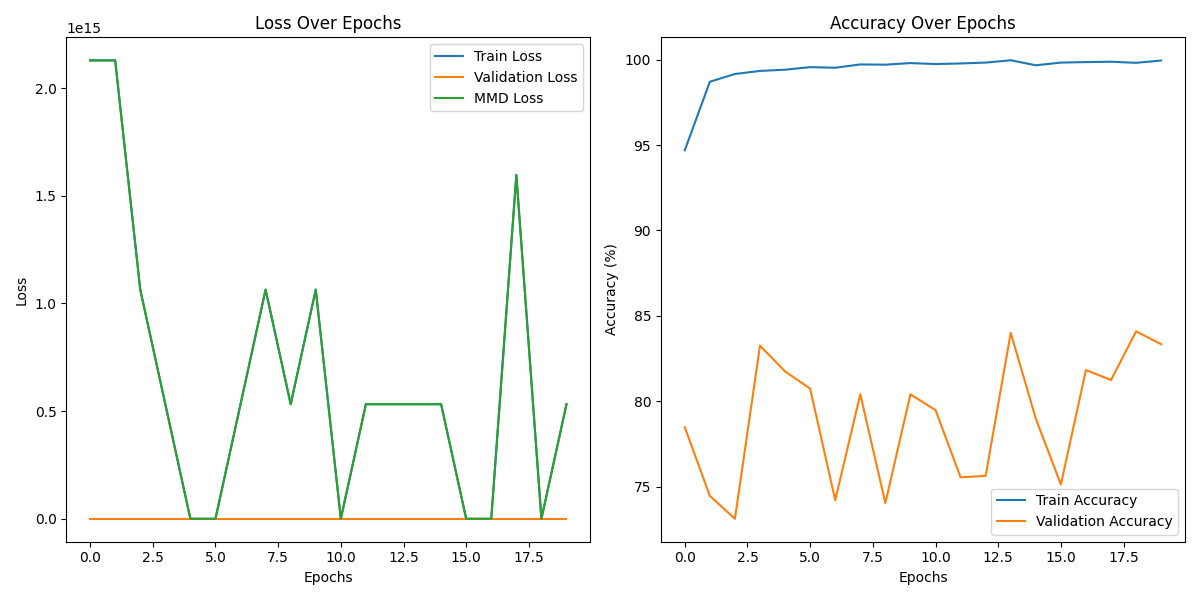 Loss Over Epochs
1e15
Loss
2.0
1.5
1.0
0.5
0.0
Train Loss
Validation Loss
MMD Loss
0.0 2.5 5.0 7.5 10.0 12.5 15.0 17.5
Epochs
Accuracy Over Epochs
Accuracy (%)
100
95
90
85
80
75
Train Accuracy
Validation Accuracy
0.0 2.5 5.0 7.5 10.0 12.5 15.0 17.5
Epochs